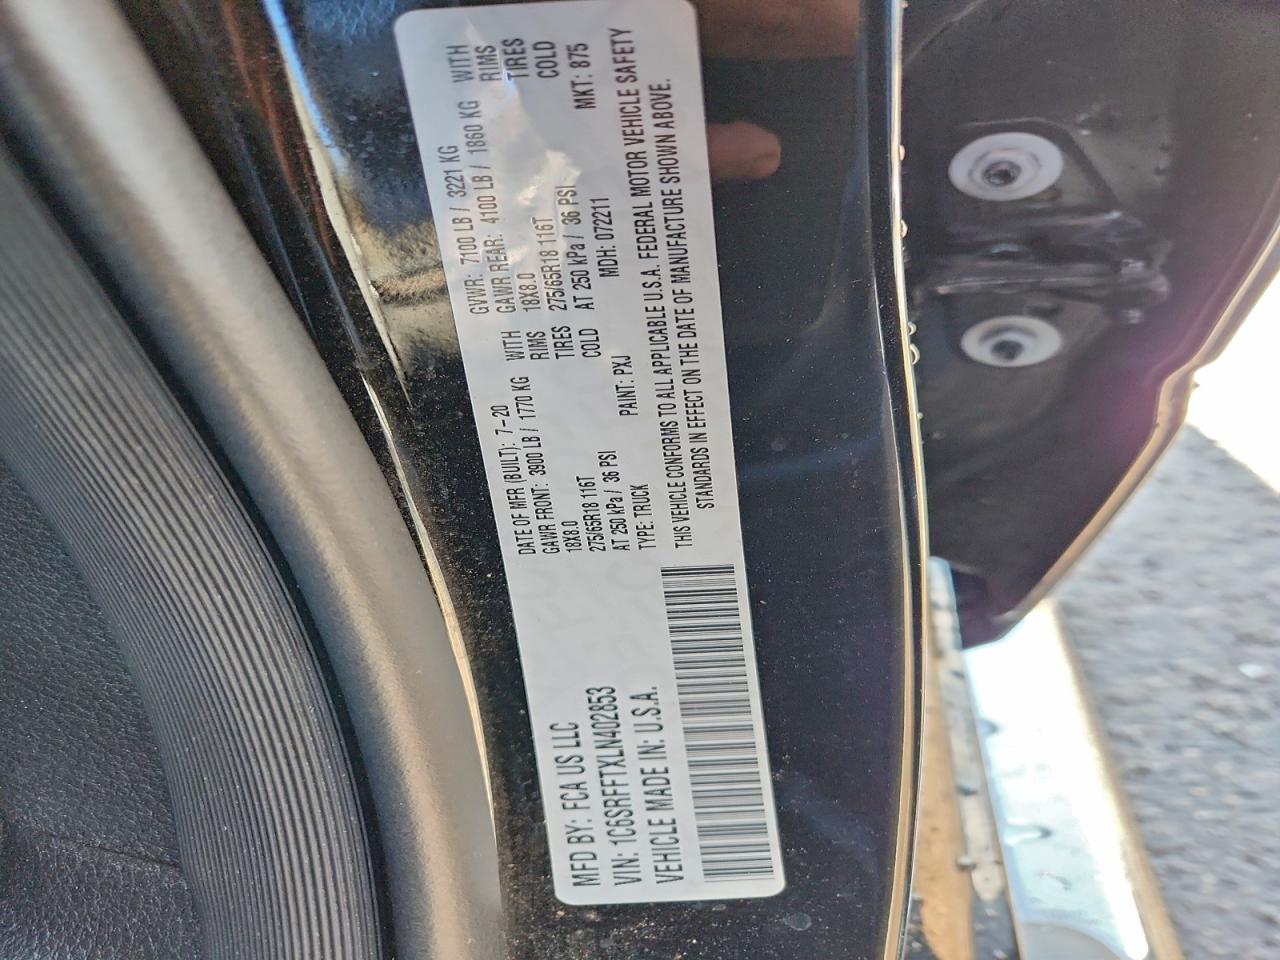 MFD BY: FCA US LLC
VIN: 1C6SRFFTXLN402853
VEHICLE MADE IN: U.S.A.
DATE OF MFR (BUILT): 7-20 GVWR: 7100 LB / 3221 KG
GAWR FRONT: 3900 LB / 1770 KG WITH GAWR REAR: 4100 LB / 1860 KG WITH
18X8.0 RIMS 18X8.0 RIMS
275/65R18 116T TIRES 275/65R18 116T TIRES
AT 250 kPa / 36 PSI COLD AT 250 kPa / 36 PSI COLD
TYPE: TRUCK PAINT: PXJ MDH: 072211 MKT: 875
THIS VEHICLE CONFORMS TO ALL APPLICABLE U.S.A. FEDERAL MOTOR VEHICLE SAFETY
STANDARDS IN EFFECT ON THE DATE OF MANUFACTURE SHOWN ABOVE.